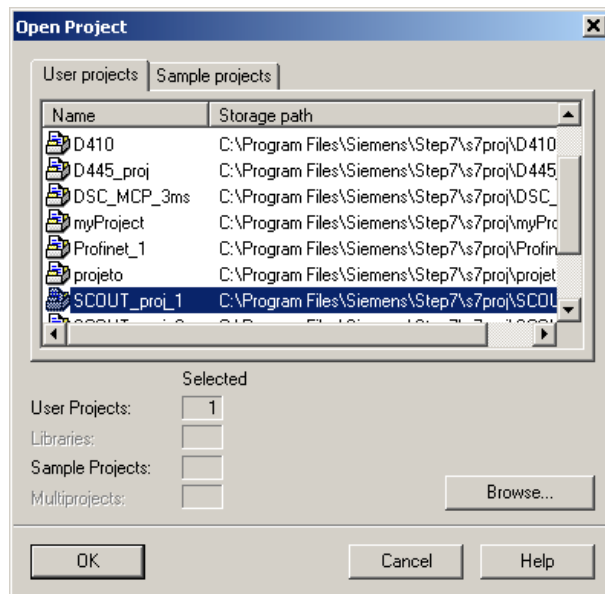 Open Project
User projects Sample projects
Name Storage path
D410 C:\Program Files\Siemens\Step7\s7proj\D410
D445_proj C:\Program Files\Siemens\Step7\s7proj\D445_
DSC_MCP_3ms C:\Program Files\Siemens\Step7\s7proj\DSC_
myProject C:\Program Files\Siemens\Step7\s7proj\myPro
Profinet_1 C:\Program Files\Siemens\Step7\s7proj\Profin
projeto C:\Program Files\Siemens\Step7\s7proj\projet
SCOUT_proj_1 C:\Program Files\Siemens\Step7\s7proj\SCOU
Selected
User Projects: 1
Libraries:
Sample Projects:
Multiprojects:
Browse...
OK Cancel Help